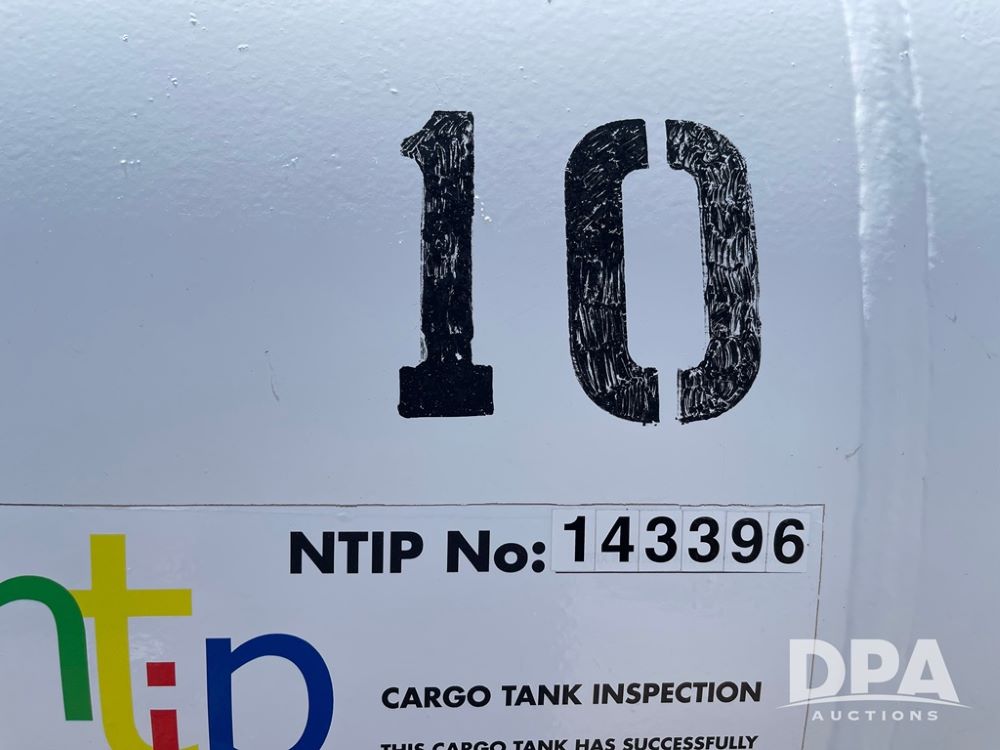 10
NTIP No: 143396
ntip
CARGO TANK INSPECTION
THIS CARGO TANK HAS SUCCESSFULLY
DPA
AUCTIONS